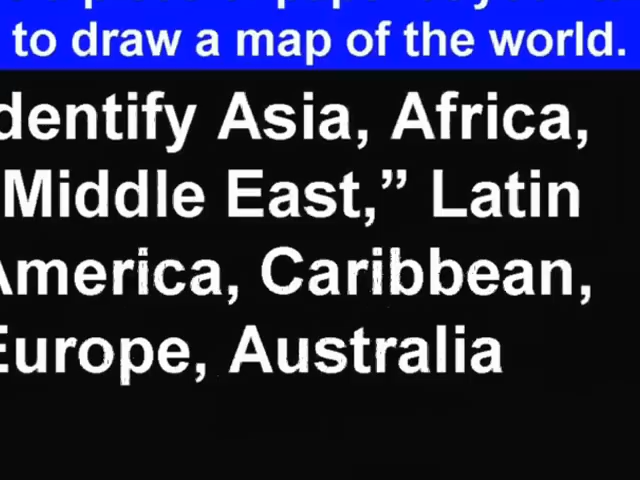 to draw a map of the world.
dentify Asia, Africa,
Middle East,” Latin
America, Caribbean,
Europe, Australia